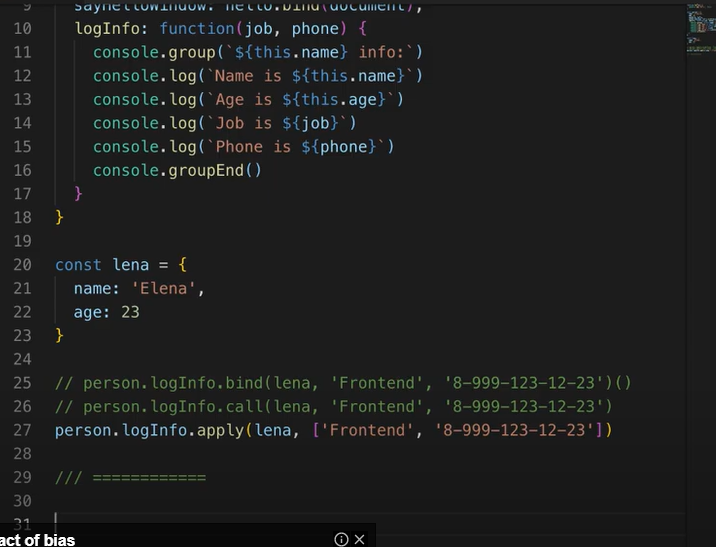 9 sayHelloWindow: hello.bind(document),
10 logInfo: function(job, phone) {
11 console.group(`${this.name} info:`)
12 console.log(`Name is ${this.name}`)
13 console.log(`Age is ${this.age}`)
14 console.log(`Job is ${job}`)
15 console.log(`Phone is ${phone}`)
16 console.groupEnd()
17 }
18 }
19
20 const lena = {
21 name: 'Elena',
22 age: 23
23 }
24
25 // person.logInfo.bind(lena, 'Frontend', '8-999-123-12-23')()
26 // person.logInfo.call(lena, 'Frontend', '8-999-123-12-23')
27 person.logInfo.apply(lena, ['Frontend', '8-999-123-12-23'])
28
29 /// ============
30
31
act of bias